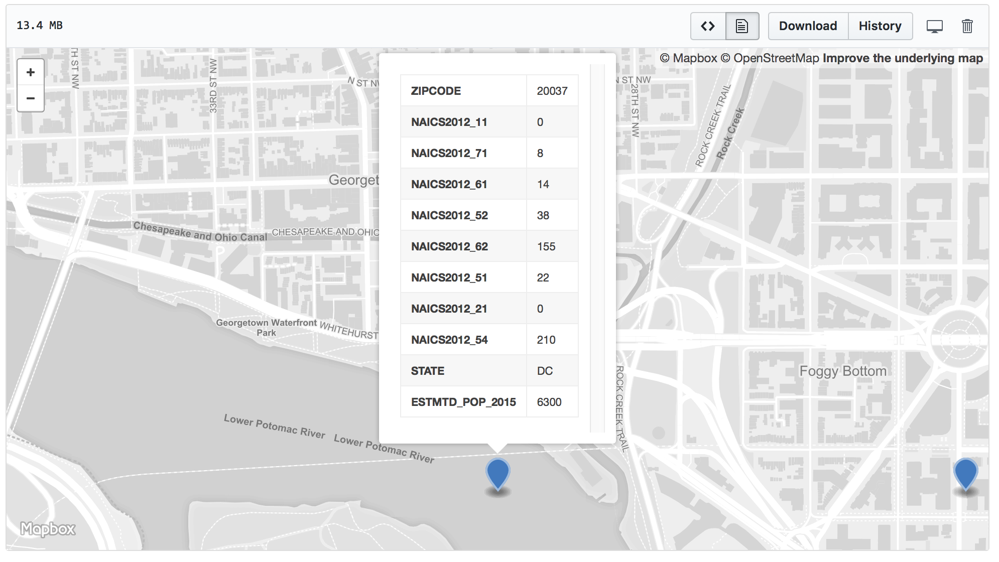 13.4 MB
Download
History
© Mapbox © OpenStreetMap Improve the underlying map
+
−
TH ST NW
33RD ST NW
N ST NW
N ST NW
28TH ST NW
ROCK CREEK TRAIL
Rock Creek
Georget
ZIPCODE 20037
NAICS2012_11 0
NAICS2012_71 8
NAICS2012_61 14
NAICS2012_52 38
NAICS2012_62 155
NAICS2012_51 22
NAICS2012_21 0
NAICS2012_54 210
STATE DC
ESTMTD_POP_2015 6300
Chesapeake and Ohio Canal
CHESAPEAKE AND OHIO
Georgetown Waterfront
Park
WHITEHURST
Foggy Bottom
ROCK CREEK TRAIL
Lower Potomac River
Lower Potomac River
Mapbox